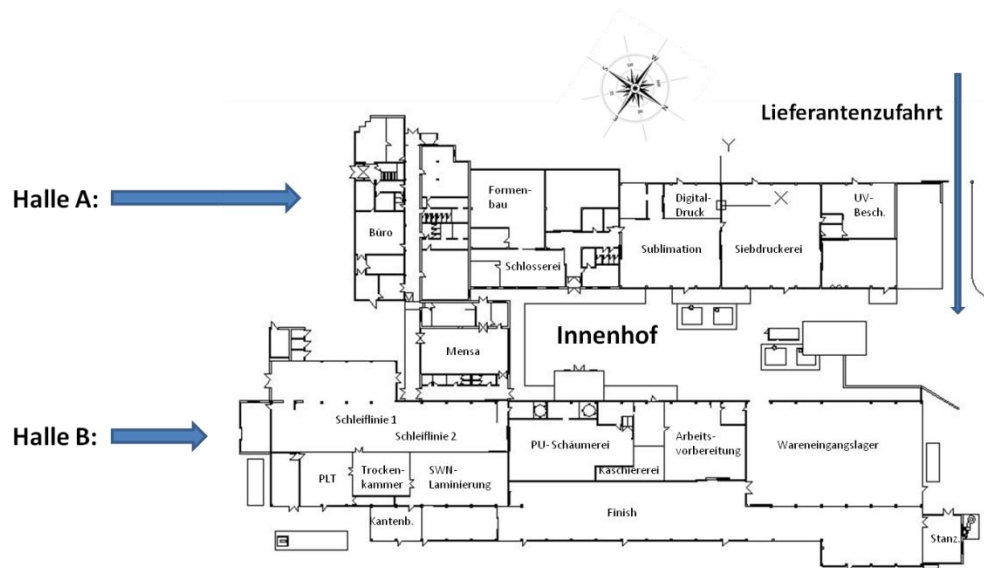 Lieferantenzufahrt
Halle A:
Formen-
bau
Digital-
Druck
Y
X
UV-
Besch.
Büro
Schlosserei
Sublimation
Siebdruckerei
Innenhof
Mensa
Halle B:
Schleiflinie 1
Schleiflinie 2
PU- Schäumerei
Arbeits-
vorbereitung
Wareneingangslager
PLT
Trocken-
kammer
SWN-
Laminierung
Kaschiererei
Kantenb.
Finish
Stanz.